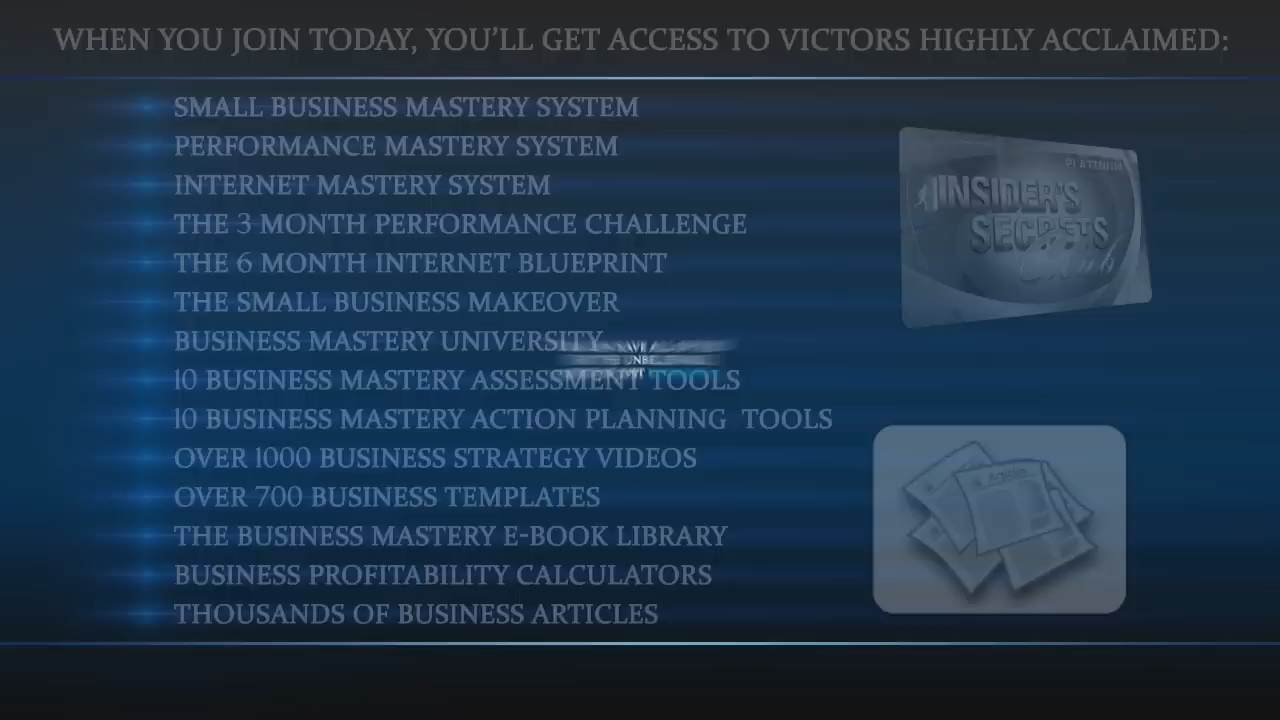 WHEN YOU JOIN TODAY, YOU'LL GET ACCESS TO VICTORS HIGHLY ACCLAIMED:
SMALL BUSINESS MASTERY SYSTEM
PERFORMANCE MASTERY SYSTEM
INTERNET MASTERY SYSTEM
THE 3 MONTH PERFORMANCE CHALLENGE
THE 6 MONTH INTERNET BLUEPRINT
THE SMALL BUSINESS MAKEOVER
BUSINESS MASTERY UNIVERSITY
10 BUSINESS MASTERY ASSESSMENT TOOLS
10 BUSINESS MASTERY ACTION PLANNING TOOLS
OVER 1000 BUSINESS STRATEGY VIDEOS
OVER 700 BUSINESS TEMPLATES
THE BUSINESS MASTERY E-BOOK LIBRARY
BUSINESS PROFITABILITY CALCULATORS
THOUSANDS OF BUSINESS ARTICLES
PLATINUM
INSIDER'S
SECRETS
Club
Articles